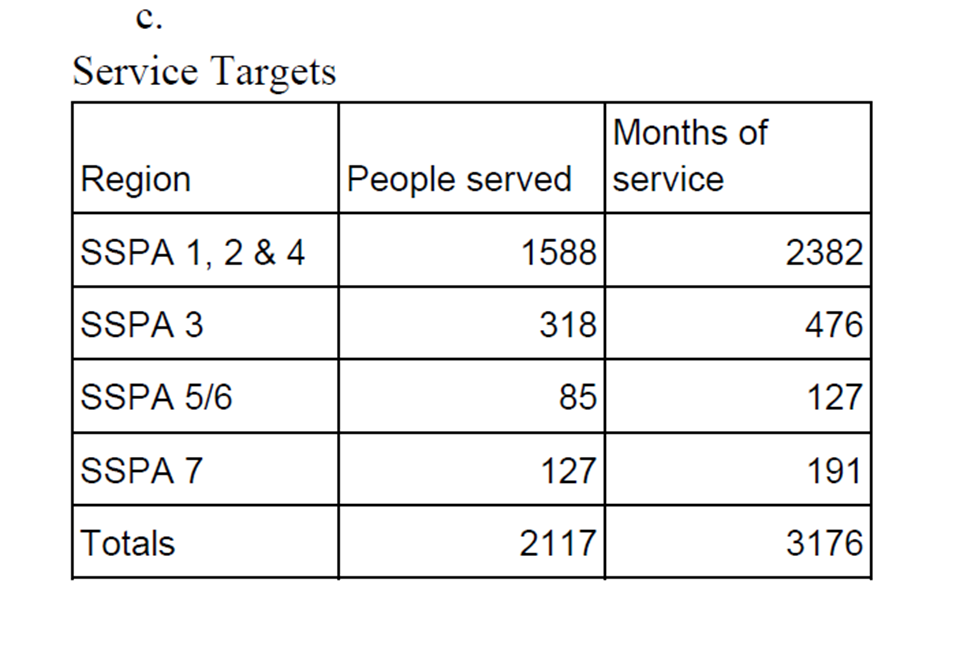 c.
Service Targets
Region People served Months of service
SSPA 1, 2 & 4 1588 2382
SSPA 3 318 476
SSPA 5/6 85 127
SSPA 7 127 191
Totals 2117 3176